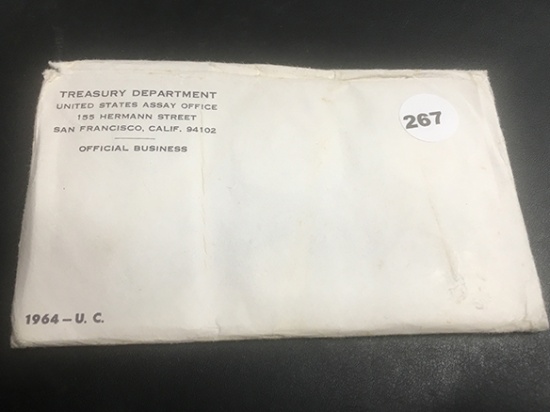 TREASURY DEPARTMENT
UNITED STATES ASSAY OFFICE
155 HERMANN STREET
SAN FRANCISCO, CALIF. 94102
OFFICIAL BUSINESS
267
1964 – U. C.